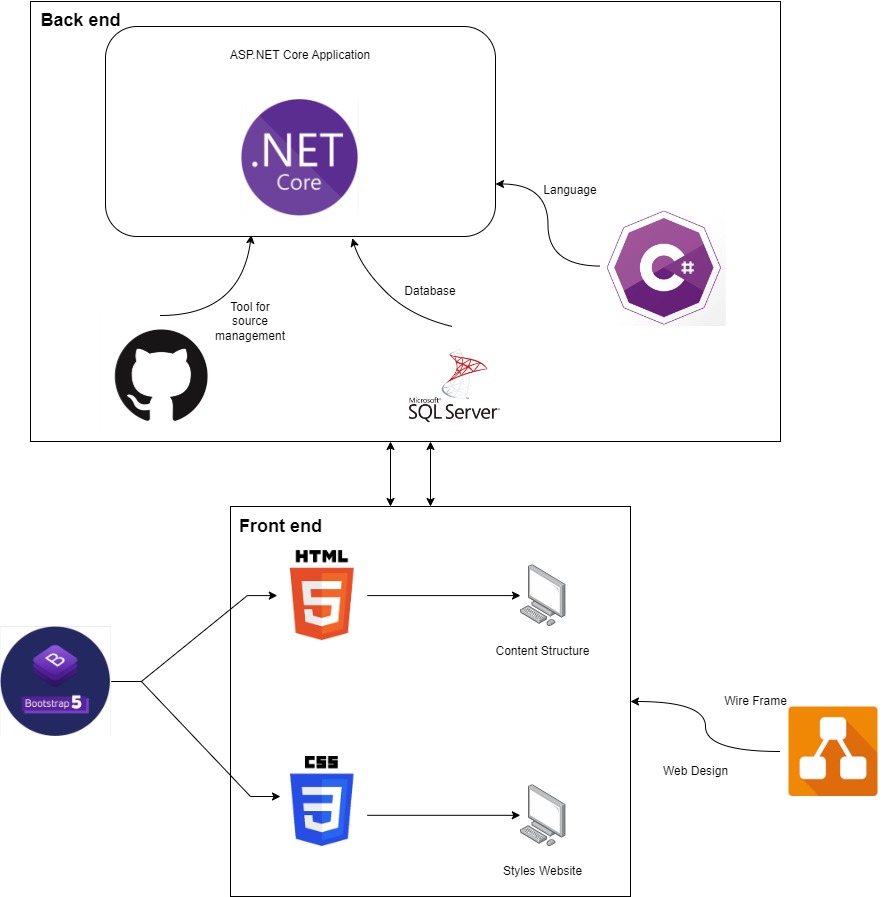 Back end
ASP.NET Core Application
.NET
Core
Language
C#
Database
Tool for
source
management
Microsoft®
SQL Server®
Front end
HTML
5
Content Structure
B
Bootstrap 5
Wire Frame
Web Design
CSS
3
Styles Website